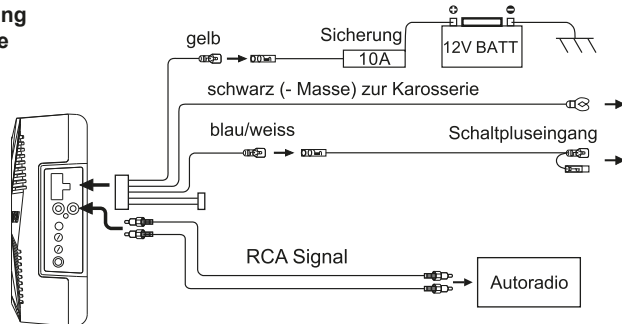 ng
e
gelb
Sicherung
10A
+ -
12V BATT
schwarz (- Masse) zur Karosserie
blau/weiss
Schaltpluseingang
RCA Signal
Autoradio